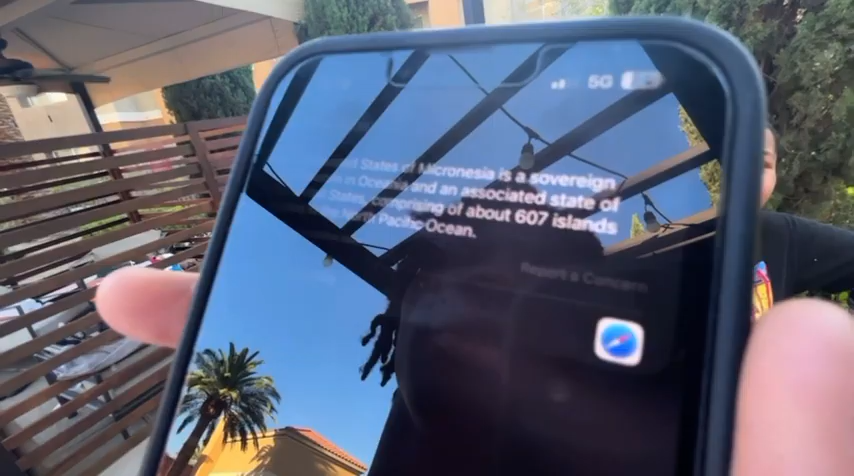 5G
States of Micronesia is a sovereign
in Oceania and an associated state of
States, comprising of about 607 islands
North Pacific Ocean.
Report a Concern